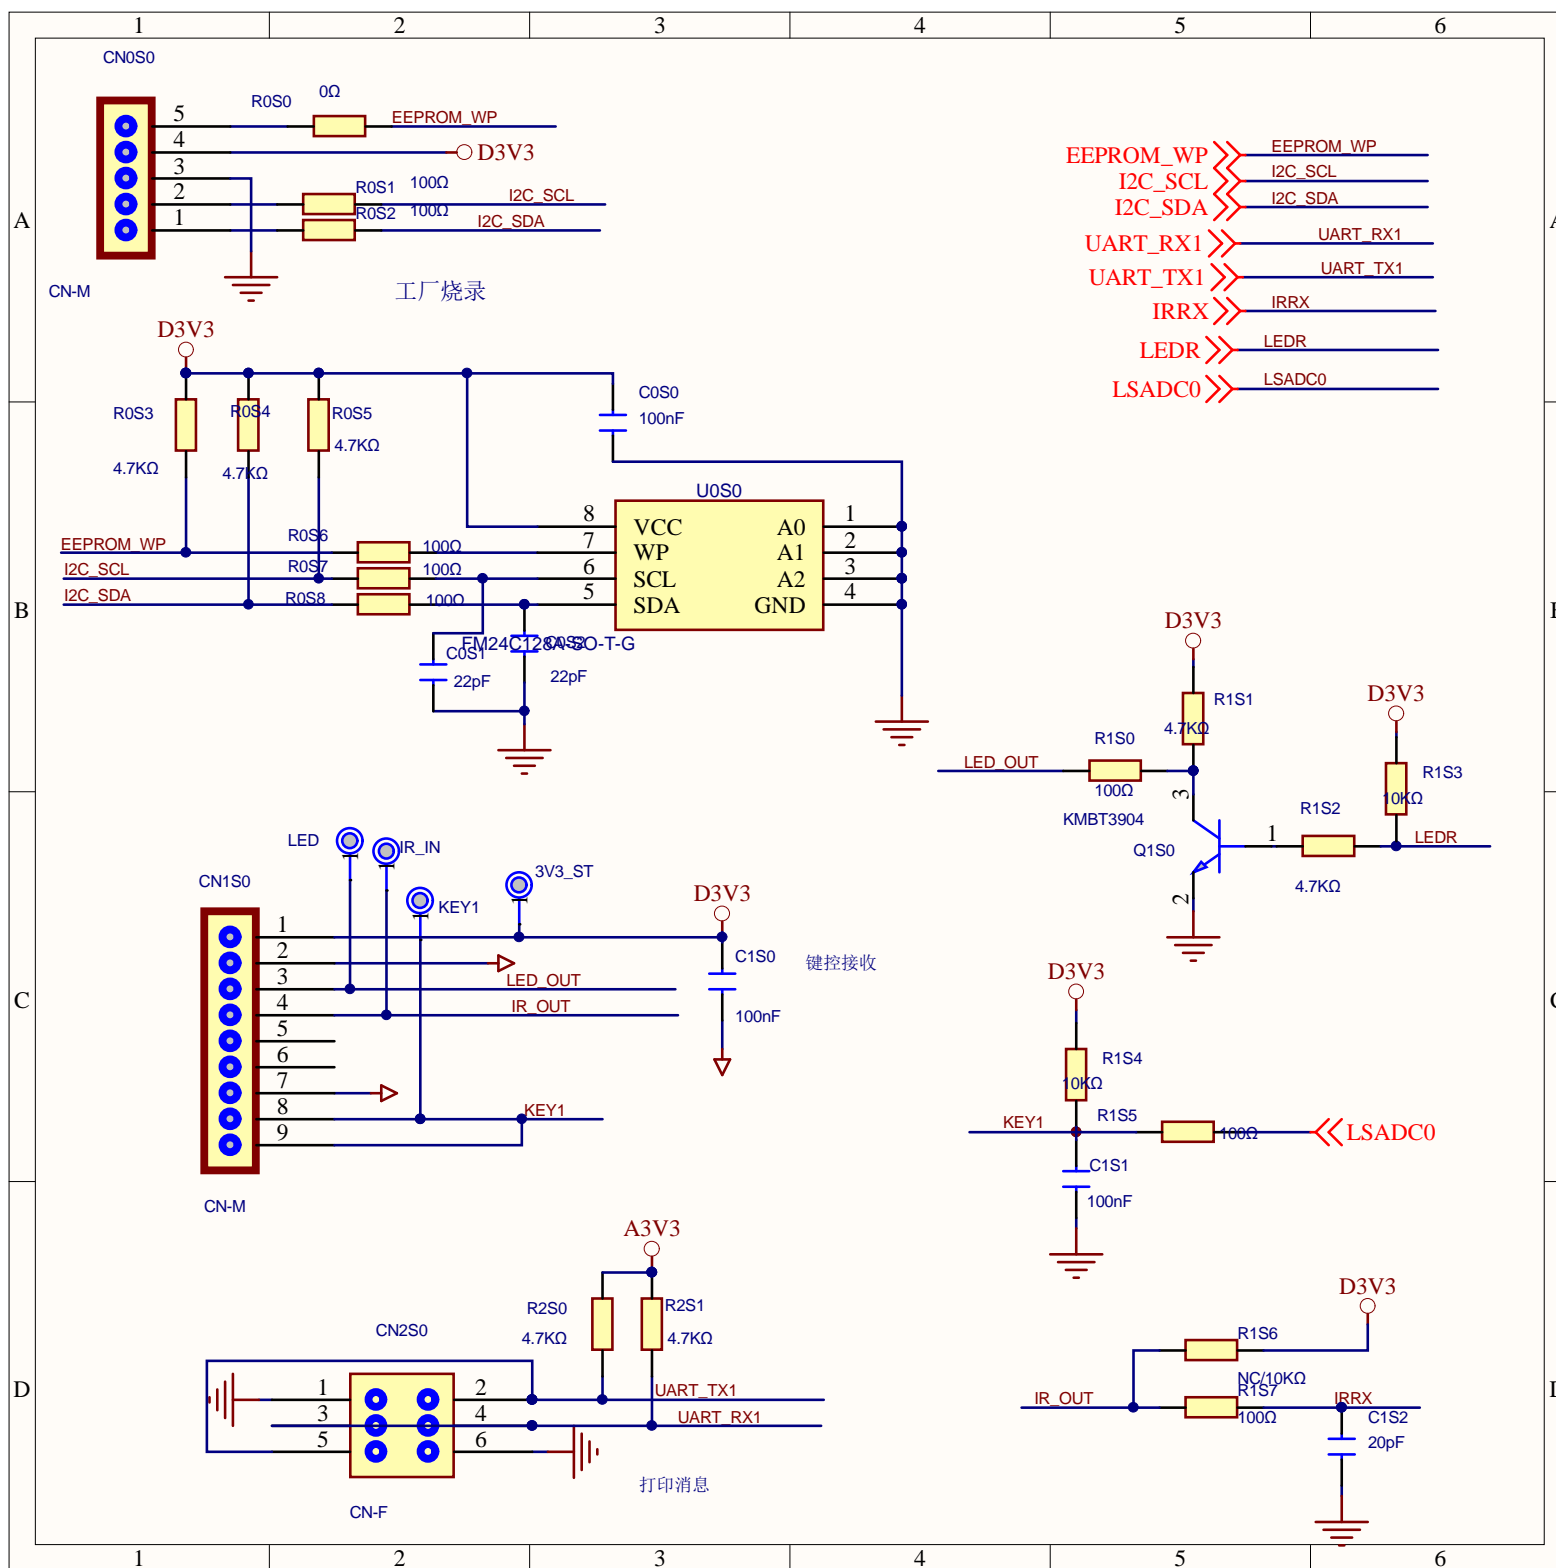 1 2 3 4 5 6
A
B
C
D
CN0S0
5
4
3
2
1
R0S0
0Ω
EEPROM_WP
D3V3
R0S1
100Ω
I2C_SCL
R0S2
100Ω
I2C_SDA
CN-M
工厂烧录
EEPROM_WP EEPROM_WP
I2C_SCL I2C_SCL
I2C_SDA I2C_SDA
UART_RX1 UART_RX1
UART_TX1 UART_TX1
IRRX IRRX
LEDR LEDR
LSADC0 LSADC0
D3V3
R0S3
4.7KΩ
R0S4
4.7KΩ
R0S5
4.7KΩ
C0S0
100nF
U0S0
8 VCC A0 1
7 WP A1 2
6 SCL A2 3
5 SDA GND 4
FM24C128A-SO-T-G
EEPROM_WP
R0S6
100Ω
I2C_SCL
R0S7
100Ω
I2C_SDA
R0S8
100Ω
C0S1
22pF
C0S2
22pF
D3V3
R1S1
4.7KΩ
LED_OUT
R1S0
100Ω
D3V3
R1S3
10KΩ
KMBT3904
Q1S0
3
1
2
R1S2
4.7KΩ
LEDR
LED
1
IR_IN
1
KEY1
1
3V3_ST
1
CN1S0
1
2
3
4
5
6
7
8
9
CN-M
LED_OUT
IR_OUT
KEY1
D3V3
C1S0
100nF
键控接收
D3V3
R1S4
10KΩ
KEY1
R1S5
100Ω
LSADC0
C1S1
100nF
A3V3
R2S0
4.7KΩ
R2S1
4.7KΩ
CN2S0
1 2
3 4
5 6
UART_TX1
UART_RX1
CN-F
打印消息
D3V3
R1S6
NC/10KΩ
IR_OUT
R1S7
100Ω
IRRX
C1S2
20pF
A
D
1 2 3 4 5 6